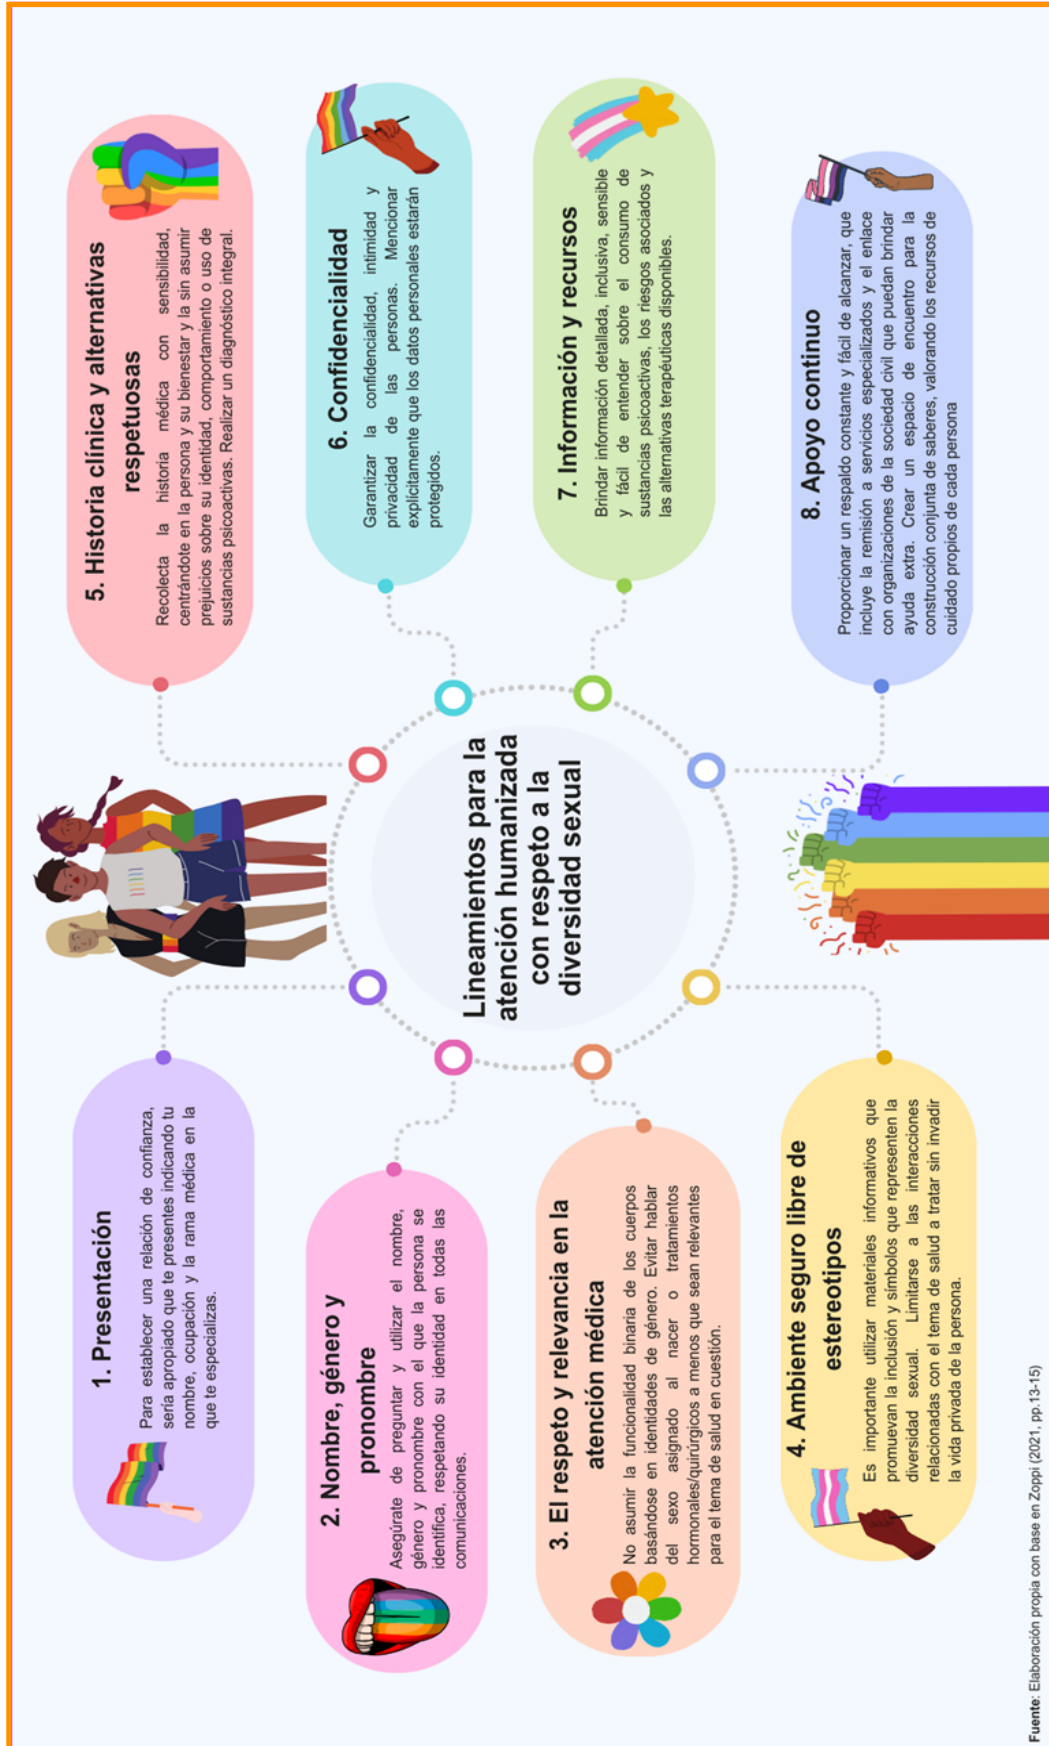 Lineamientos para la
atención humanizada
con respeto a la
diversidad sexual
1. Presentación
Para establecer una relación de confianza,
sería apropiado que te presentes indicando tu
nombre, ocupación y la rama médica en la
que te especializas.
2. Nombre, género y
pronombre
Asegúrate de preguntar y utilizar el nombre,
género y pronombre con el que la persona se
identifica, respetando su identidad en todas las
comunicaciones.
3. El respeto y relevancia en la
atención médica
No asumir la funcionalidad binaria de los cuerpos
basándose en identidades de género. Evitar hablar
del sexo asignado al nacer o tratamientos
hormonales/quirúrgicos a menos que sean relevantes
para el tema de salud en cuestión.
4. Ambiente seguro libre de
estereotipos
Es importante utilizar materiales informativos que
promuevan la inclusión y símbolos que representen la
diversidad sexual. Limitarse a las interacciones
relacionadas con el tema de salud a tratar sin invadir
la vida privada de la persona.
5. Historia clínica y alternativas
respetuosas
Recolecta la historia médica con sensibilidad,
centrándote en la persona y su bienestar y la sin asumir
prejuicios sobre su identidad, comportamiento o uso de
sustancias psicoactivas. Realizar un diagnóstico integral.
6. Confidencialidad
Garantizar la confidencialidad, intimidad y
privacidad de las personas. Mencionar
explícitamente que los datos personales estarán
protegidos.
7. Información y recursos
Brindar información detallada, inclusiva, sensible
y fácil de entender sobre el consumo de
sustancias psicoactivas, los riesgos asociados y
las alternativas terapéuticas disponibles.
8. Apoyo continuo
Proporcionar un respaldo constante y fácil de alcanzar, que
incluye la remisión a servicios especializados y el enlace
con organizaciones de la sociedad civil que puedan brindar
ayuda extra. Crear un espacio de encuentro para la
construcción conjunta de saberes, valorando los recursos de
cuidado propios de cada persona
Fuente: Elaboración propia con base en Zoppi (2021, pp.13-15)